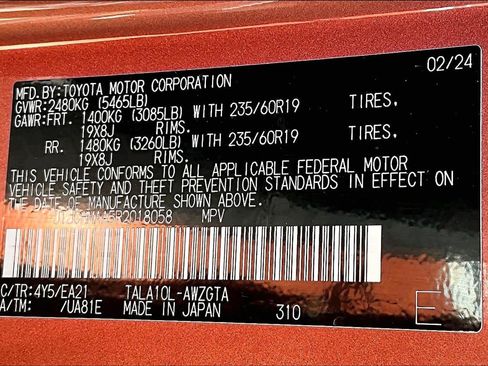 02/24
MFD.BY:TOYOTA MOTOR CORPORATION
GVWR:2480KG (5465LB)
GAWR:FRT. 1400KG (3085LB) WITH 235/60R19 TIRES,
19X8J RIMS.
RR. 1480KG (3260LB) WITH 235/60R19 TIRES,
19X8J RIMS.
THIS VEHICLE CONFORMS TO ALL APPLICABLE FEDERAL MOTOR
VEHICLE SAFETY AND THEFT PREVENTION STANDARDS IN EFFECT ON
THE DATE OF MANUFACTURE SHOWN ABOVE.
MPV
C/TR:4Y5/EA21 TALA10L-AWZGTA
A/TM: /UA81E MADE IN JAPAN 310 E